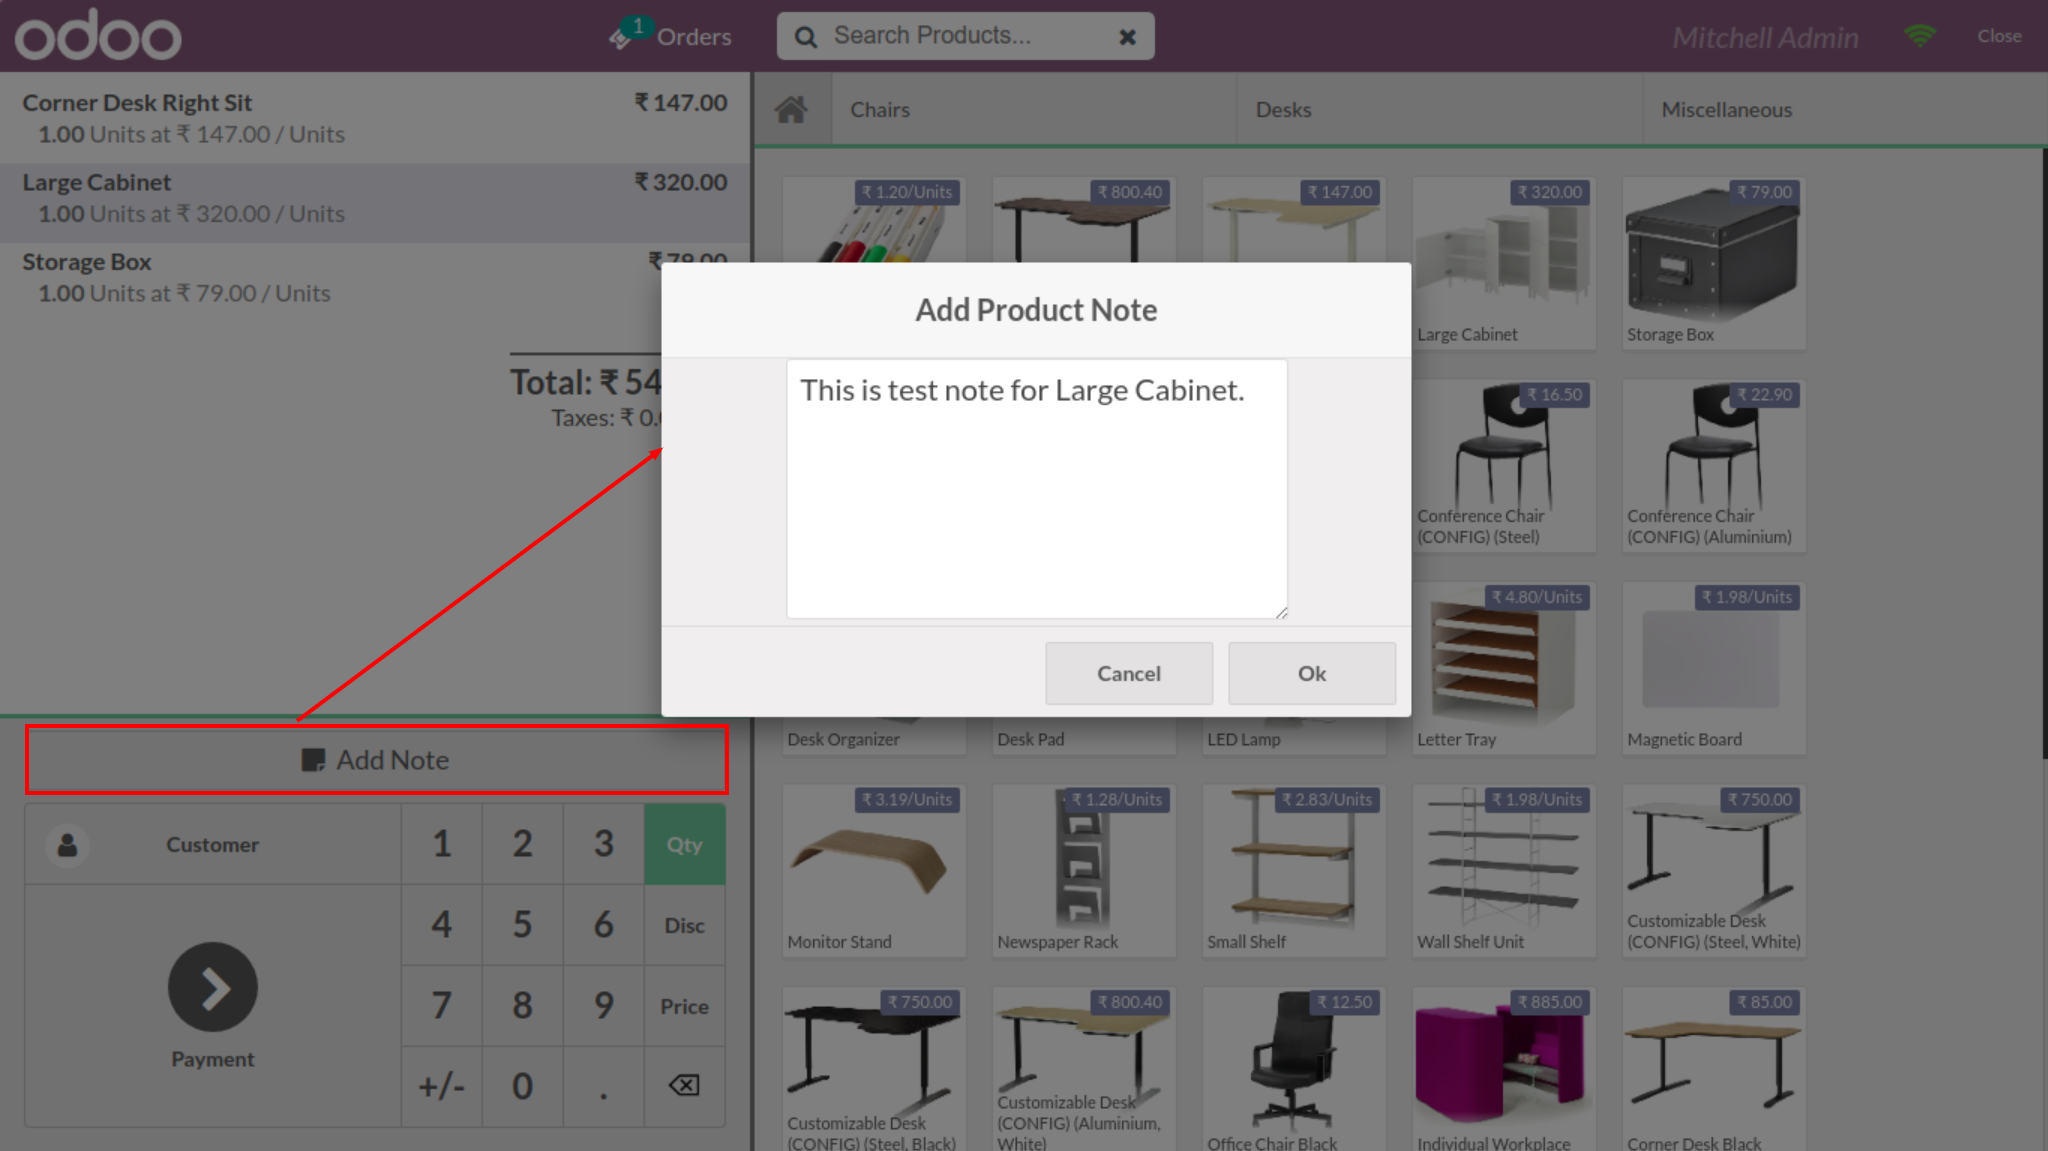 odoo
1 Orders
Search Products...
Mitchell Admin
Close
Corner Desk Right Sit ₹ 147.00
1.00 Units at ₹ 147.00 / Units
Large Cabinet ₹ 320.00
1.00 Units at ₹ 320.00 / Units
Storage Box
1.00 Units at ₹ 79.00 / Units
Total: ₹ 54
Taxes: ₹ 0.
Add Note
Customer
1 2 3 Qty
4 5 6 Disc
7 8 9 Price
+/- 0 .
Payment
Chairs
Desks
Miscellaneous
₹ 1.20/Units
₹ 800.40
₹ 147.00
₹ 320.00
₹ 79.00
Large Cabinet
Storage Box
Add Product Note
This is test note for Large Cabinet.
Cancel
Ok
₹ 16.50
₹ 22.90
Conference Chair
(CONFIG) (Steel)
Conference Chair
(CONFIG) (Aluminium)
₹ 4.80/Units
₹ 1.98/Units
Desk Organizer
Desk Pad
LED Lamp
Letter Tray
Magnetic Board
₹ 3.19/Units
₹ 1.28/Units
₹ 2.83/Units
₹ 1.98/Units
₹ 750.00
Monitor Stand
Newspaper Rack
Small Shelf
Wall Shelf Unit
Customizable Desk
(CONFIG) (Steel, White)
₹ 750.00
₹ 800.40
₹ 12.50
₹ 885.00
₹ 85.00
Customizable Desk
(CONFIG) (Steel, Black)
Customizable Desk
(CONFIG) (Aluminium,
White)
Office Chair Black
Individual Workplace
Corner Desk Black